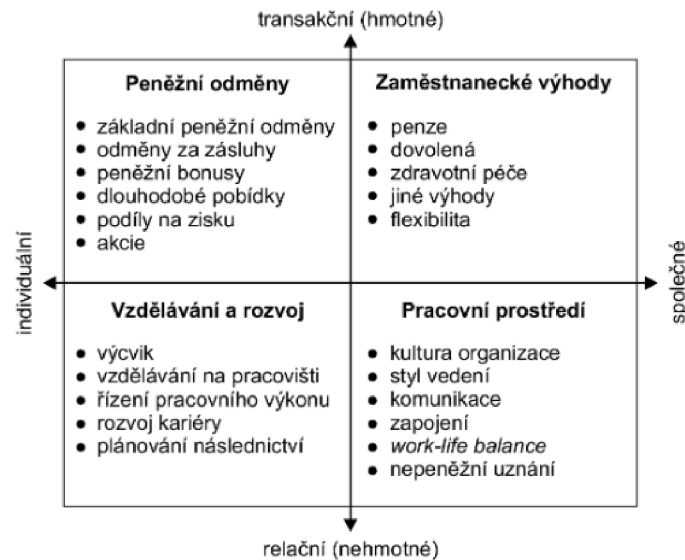 transakční (hmotné)
Peněžní odměny
• základní peněžní odměny
• odměny za zásluhy
• peněžní bonusy
• dlouhodobé pobídky
• podíly na zisku
• akcie
Zaměstnanecké výhody
• penze
• dovolená
• zdravotní péče
• jiné výhody
• flexibilita
individuální
společné
Vzdělávání a rozvoj
• výcvik
• vzdělávání na pracovišti
• řízení pracovního výkonu
• rozvoj kariéry
• plánování následnictví
Pracovní prostředí
• kultura organizace
• styl vedení
• komunikace
• zapojení
• work-life balance
• nepeněžní uznání
relační (nehmotné)